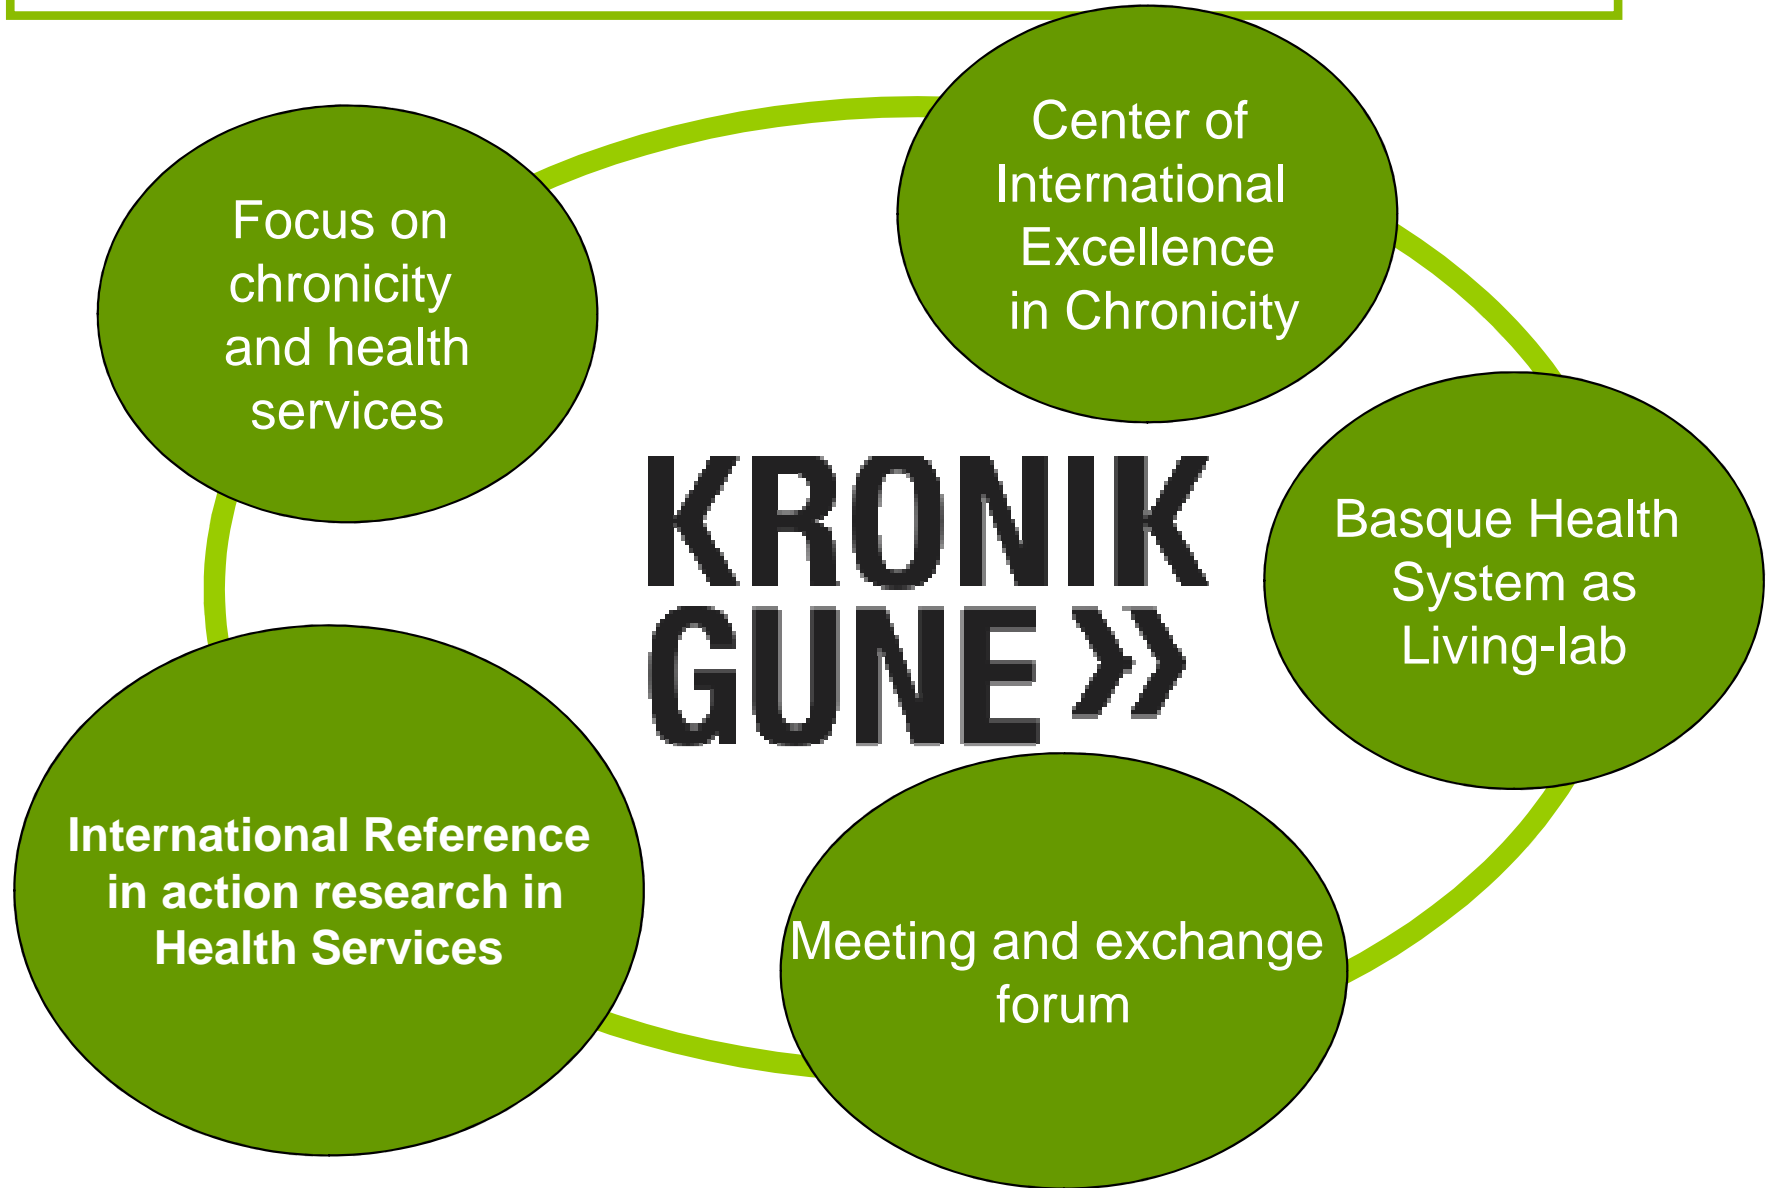 Center of
International
Excellence
in Chronicity
Focus on
chronicity
and health
services
KRONIK
GUNE »
Basque Health
System as
Living-lab
International Reference
in action research in
Health Services
Meeting and exchange
forum